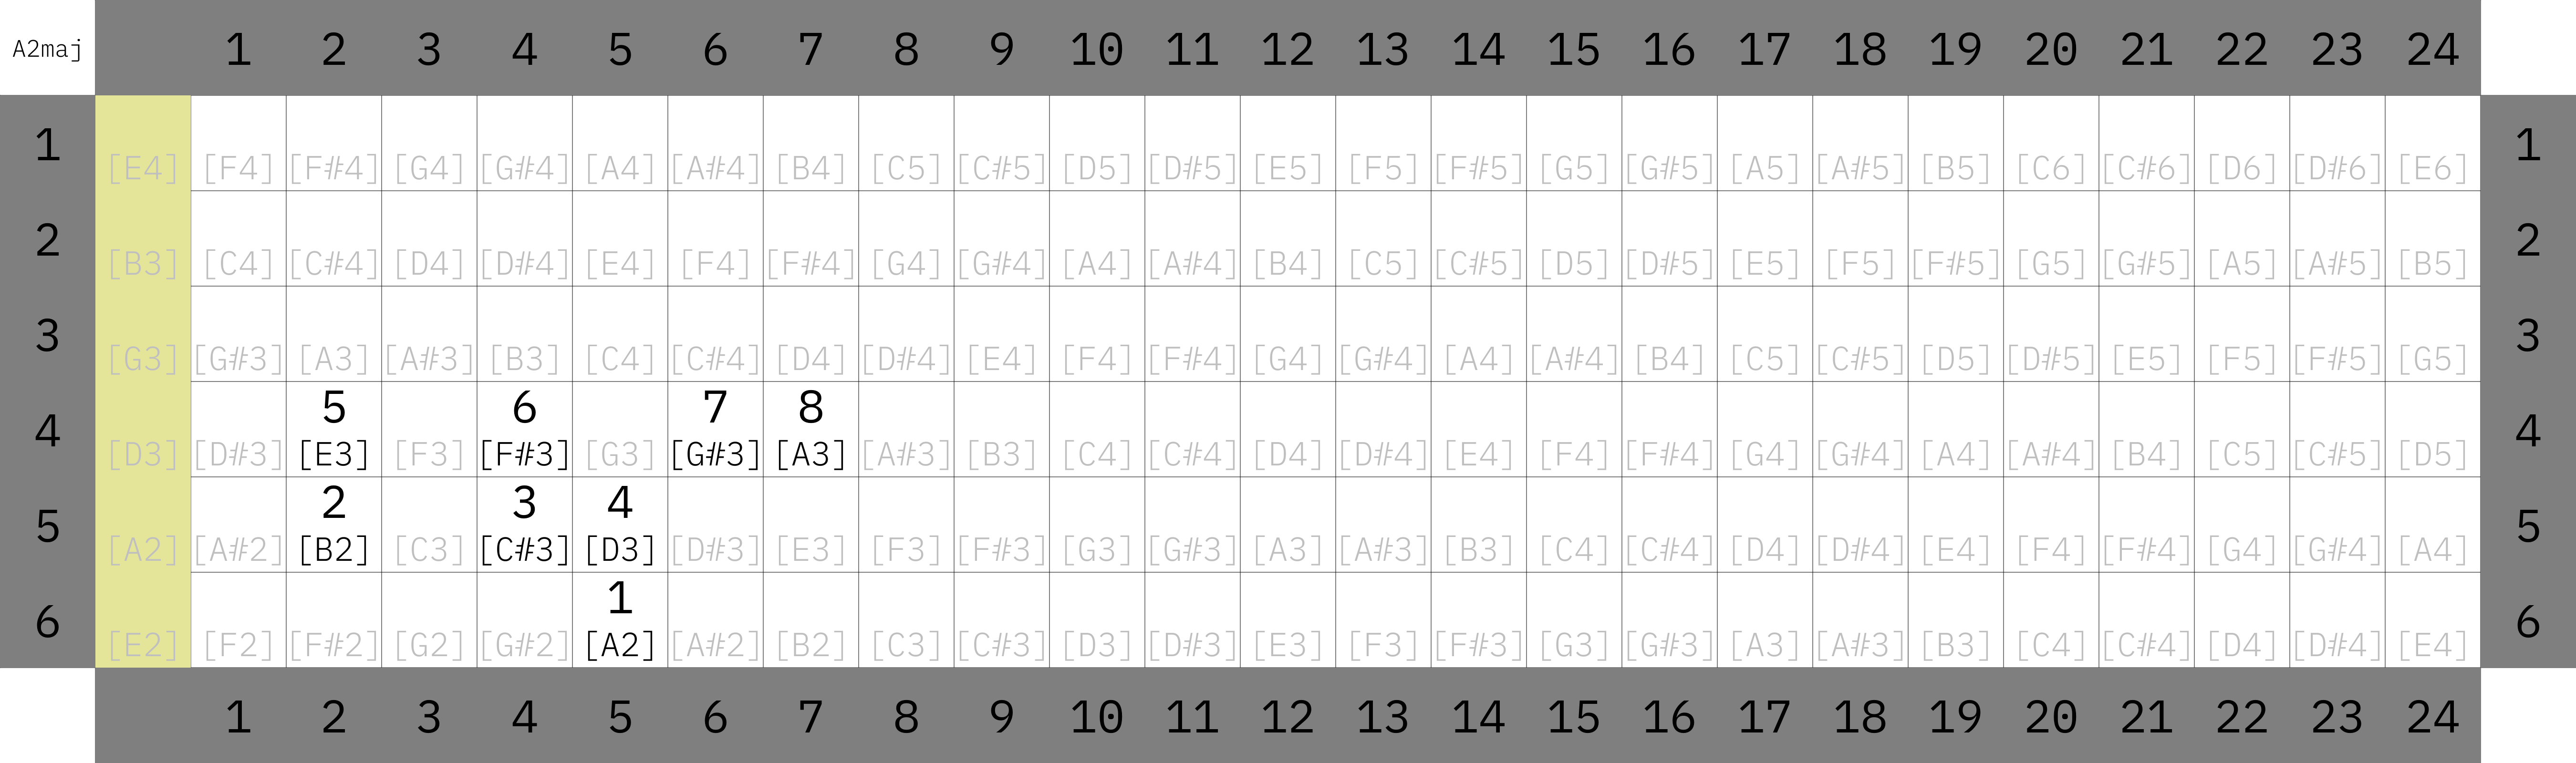 A2maj 1 2 3 4 5 6 7 8 9 10 11 12 13 14 15 16 17 18 19 20 21 22 23 24
1 [E4] [F4] [F#4] [G4] [G#4] [A4] [A#4] [B4] [C5] [C#5] [D5] [D#5] [E5] [F5] [F#5] [G5] [G#5] [A5] [A#5] [B5] [C6] [C#6] [D6] [D#6] [E6] 1
2 [B3] [C4] [C#4] [D4] [D#4] [E4] [F4] [F#4] [G4] [G#4] [A4] [A#4] [B4] [C5] [C#5] [D5] [D#5] [E5] [F5] [F#5] [G5] [G#5] [A5] [A#5] [B5] 2
3 [G3] [G#3] [A3] [A#3] [B3] [C4] [C#4] [D4] [D#4] [E4] [F4] [F#4] [G4] [G#4] [A4] [A#4] [B4] [C5] [C#5] [D5] [D#5] [E5] [F5] [F#5] [G5] 3
5 6 7 8
4 [D3] [D#3] [E3] [F3] [F#3] [G3] [G#3] [A3] [A#3] [B3] [C4] [C#4] [D4] [D#4] [E4] [F4] [F#4] [G4] [G#4] [A4] [A#4] [B4] [C5] [C#5] [D5] 4
2 3 4
5 [A2] [A#2] [B2] [C3] [C#3] [D3] [D#3] [E3] [F3] [F#3] [G3] [G#3] [A3] [A#3] [B3] [C4] [C#4] [D4] [D#4] [E4] [F4] [F#4] [G4] [G#4] [A4] 5
1
6 [E2] [F2] [F#2] [G2] [G#2] [A2] [A#2] [B2] [C3] [C#3] [D3] [D#3] [E3] [F3] [F#3] [G3] [G#3] [A3] [A#3] [B3] [C4] [C#4] [D4] [D#4] [E4] 6
1 2 3 4 5 6 7 8 9 10 11 12 13 14 15 16 17 18 19 20 21 22 23 24